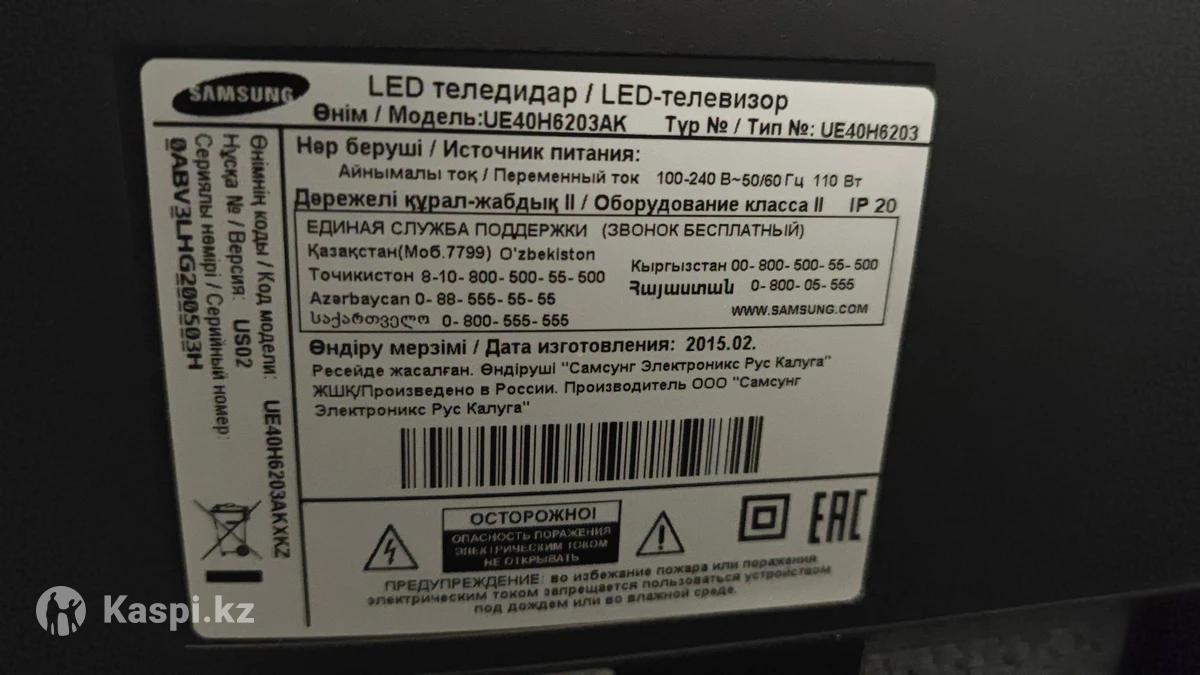 SAMSUNG
LED теледидар / LED-телевизор
Өнім / Модель:UE40H6203AK Түр № / Тип №: UE40H6203
Нәр беруші / Источник питания:
Айнымалы тоқ / Переменный ток 100-240 В~50/60 Гц 110 Вт
Дәрежелі құрал-жабдық II / Оборудование класса II IP 20
ЕДИНАЯ СЛУЖБА ПОДДЕРЖКИ (ЗВОНОК БЕСПЛАТНЫЙ)
Қазақстан(Моб.7799) O'zbekiston
Точикистон 8-10-800-500-55-500
Кыргызстан 00-800-500-55-500
Azərbaycan 0-88-555-55-55
Հայաստան 0-800-05-555
საქართველო 0-800-555-555
WWW.SAMSUNG.COM
Өндіру мерзімі / Дата изготовления: 2015.02.
Ресейде жасалған. Өндіруші "Самсунг Электроникс Рус Калуга"
ЖШҚ/Произведено в России. Производитель ООО "Самсунг
Электроникс Рус Калуга"
Өнімнің коды / Код модели: UE40H6203AKXKZ
Нұсқа № / Версия: US02
Сериялы нөмірі / Серийный номер:
0ABV3LHG200503H
ОСТОРОЖНО!
ОПАСНОСТЬ ПОРАЖЕНИЯ
ЭЛЕКТРИЧЕСКИМ ТОКОМ
НЕ ОТКРЫВАТЬ
EAC
ПРЕДУПРЕЖДЕНИЕ: во избежание пожара или поражения
электрическим током запрещается пользоваться устройством
под дождем или во влажной среде.
Kaspi.kz